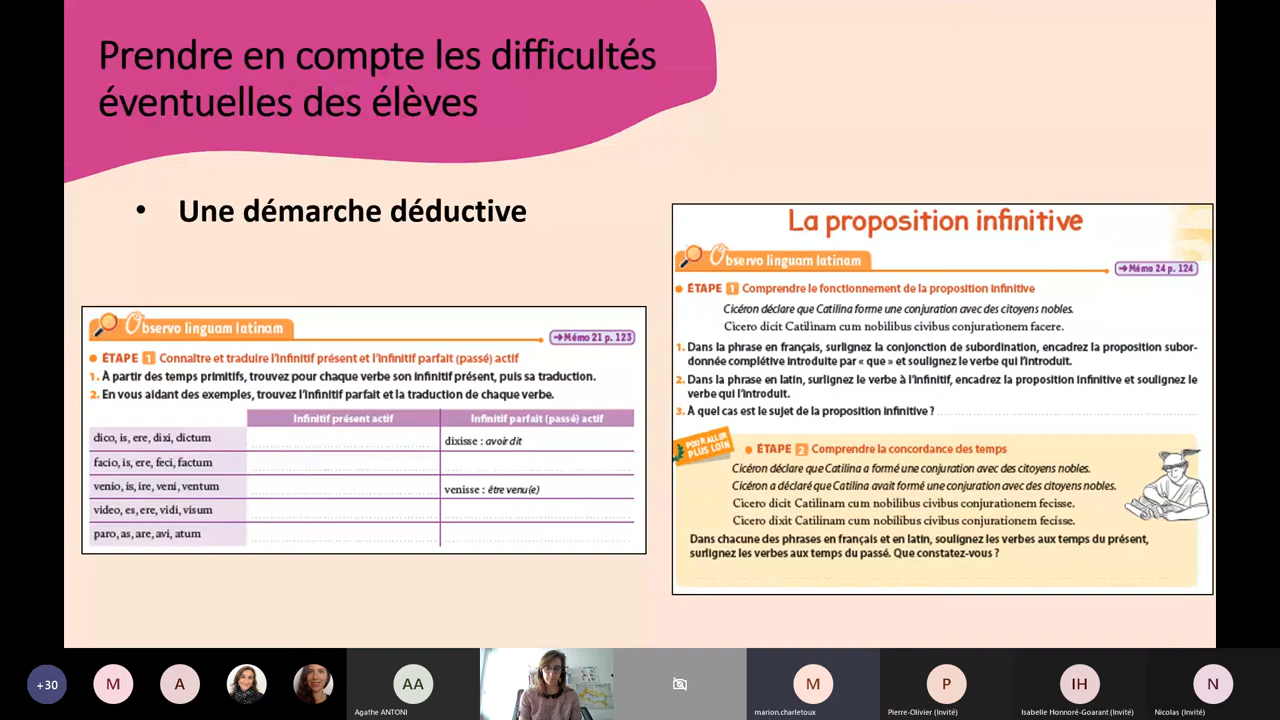 Prendre en compte les difficultés
éventuelles des élèves
• Une démarche déductive
Observo linguam latinam
→Mémo 21 p. 123
ÉTAPE 1 Connaître et traduire l'infinitif présent et l'infinitif parfait (passé) actif
1. À partir des temps primitifs, trouvez pour chaque verbe son infinitif présent, puis sa traduction.
2. En vous aidant des exemples, trouvez l'infinitif parfait et la traduction de chaque verbe.
Infinitif présent actif
Infinitif parfait (passé) actif
dico, is, ere, dixi, dictum
dixisse : avoir dit
facio, is, ere, feci, factum
venio, is, ire, veni, ventum
venisse : être venu(e)
video, es, ere, vidi, visum
paro, as, are, avi, atum
La proposition infinitive
Observo linguam latinam
→Mémo 24 p. 124
ÉTAPE 1 Comprendre le fonctionnement de la proposition infinitive
Cicéron déclare que Catilina forme une conjuration avec des citoyens nobles.
Cicero dicit Catilinam cum nobilibus civibus conjurationem facere.
1. Dans la phrase en français, surlignez la conjonction de subordination, encadrez la proposition subor-
donnée complétive introduite par « que » et soulignez le verbe qui l'introduit.
2. Dans la phrase en latin, surlignez le verbe à l'infinitif, encadrez la proposition infinitive et soulignez le
verbe qui l'introduit.
3. À quel cas est le sujet de la proposition infinitive ?
POUR ALLER
PLUS LOIN
ÉTAPE 2 Comprendre la concordance des temps
Cicéron déclare que Catilina a formé une conjuration avec des citoyens nobles.
Cicéron a déclaré que Catilina avait formé une conjuration avec des citoyens nobles.
Cicero dicit Catilinam cum nobilibus civibus conjurationem fecisse.
Cicero dixit Catilinam cum nobilibus civibus conjurationem fecisse.
Dans chacune des phrases en français et en latin, soulignez les verbes aux temps du présent,
surlignez les verbes aux temps du passé. Que constatez-vous ?
+30
M
A
AA
Agathe ANTONI
M
marion.charletoux
P
Pierre-Olivier (Invité)
IH
Isabelle Honnoré-Goarant (Invité)
N
Nicolas (Invité)